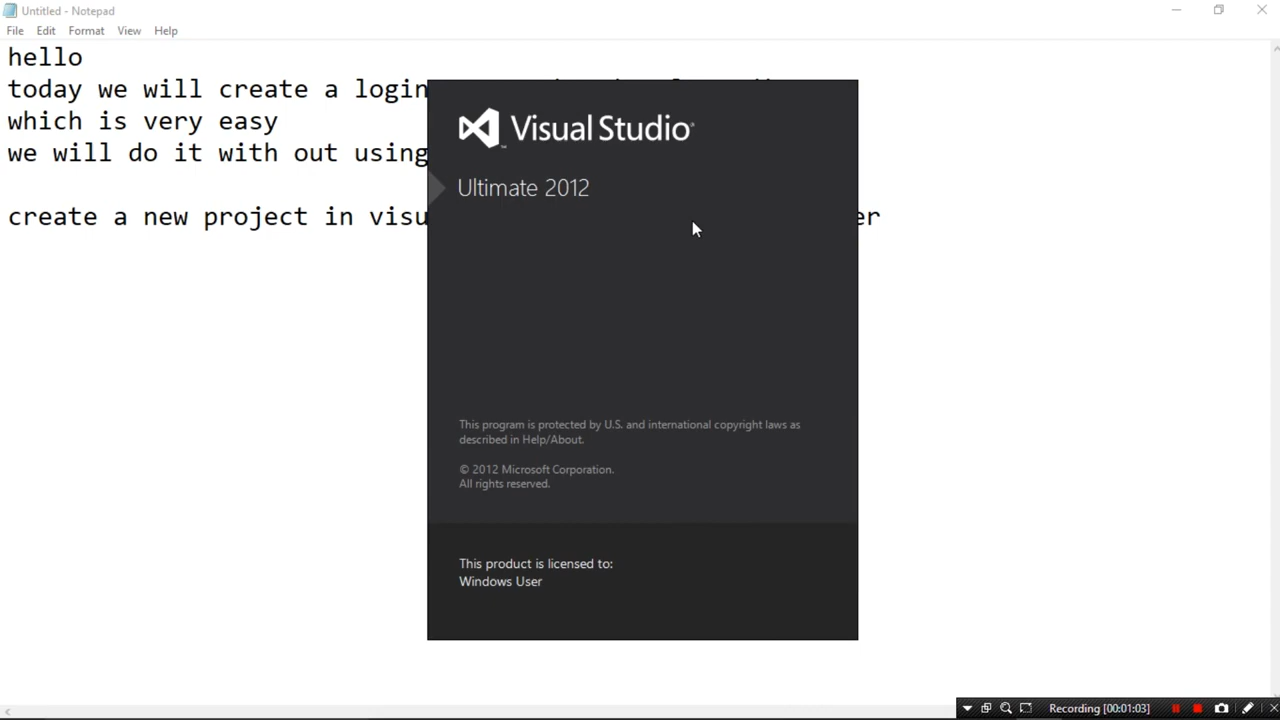 Untitled - Notepad
File Edit Format View Help
hello
today we will create a login
which is very easy
we will do it with out using
create a new project in visu er
Visual Studio
Ultimate 2012
This program is protected by U.S. and international copyright laws as
described in Help/About.
© 2012 Microsoft Corporation.
All rights reserved.
This product is licensed to:
Windows User
Recording [00:01:03]